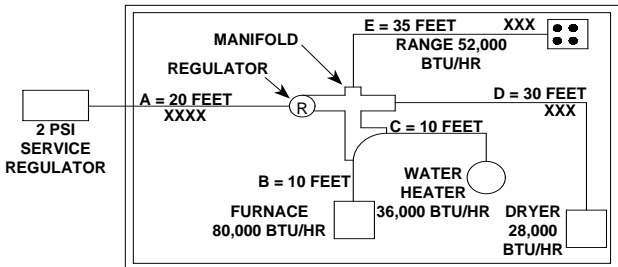 E = 35 FEET XXX
RANGE 52,000
BTU/HR
MANIFOLD
REGULATOR
R
A = 20 FEET
XXXX
D = 30 FEET
XXX
2 PSI
SERVICE
REGULATOR
C = 10 FEET
B = 10 FEET
WATER
HEATER
36,000 BTU/HR
FURNACE
80,000 BTU/HR
DRYER
28,000
BTU/HR